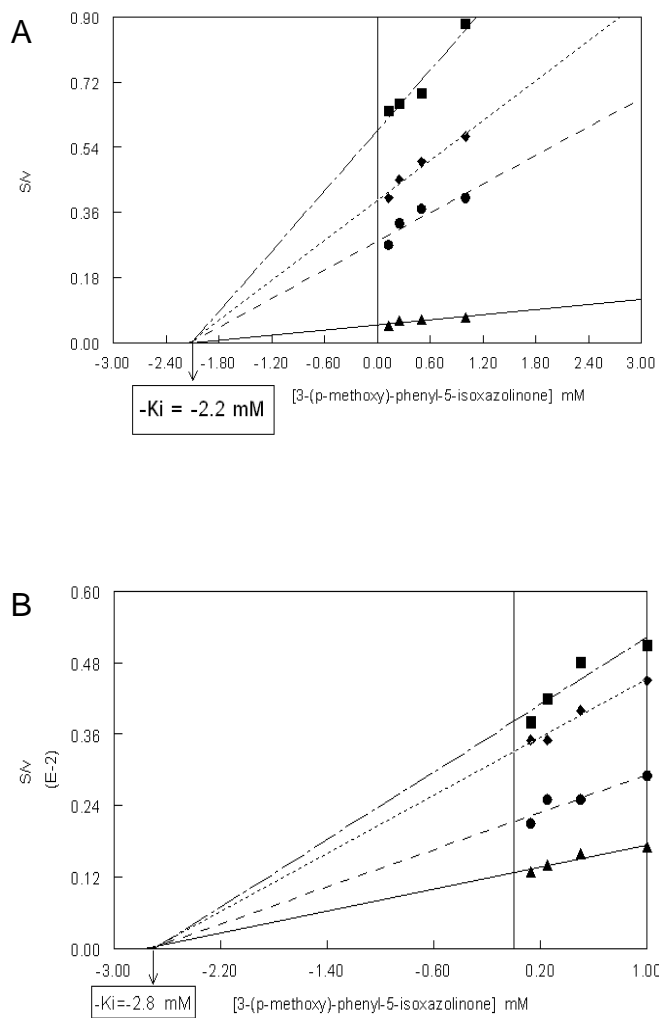 A
0.90
0.72
0.54
0.36
0.18
0.00
S/v
-3.00 -2.40 -1.80 -1.20 -0.60 0.00 0.60 1.20 1.80 2.40 3.00
[3-(p-methoxy)-phenyl-5-isoxazolinone] mM
-Ki = -2.2 mM
B
0.60
0.48
0.36
0.24
0.12
0.00
S/v
(E-2)
-3.00 -2.20 -1.40 -0.60 0.20 1.00
[3-(p-methoxy)-phenyl-5-isoxazolinone] mM
-Ki=-2.8 mM